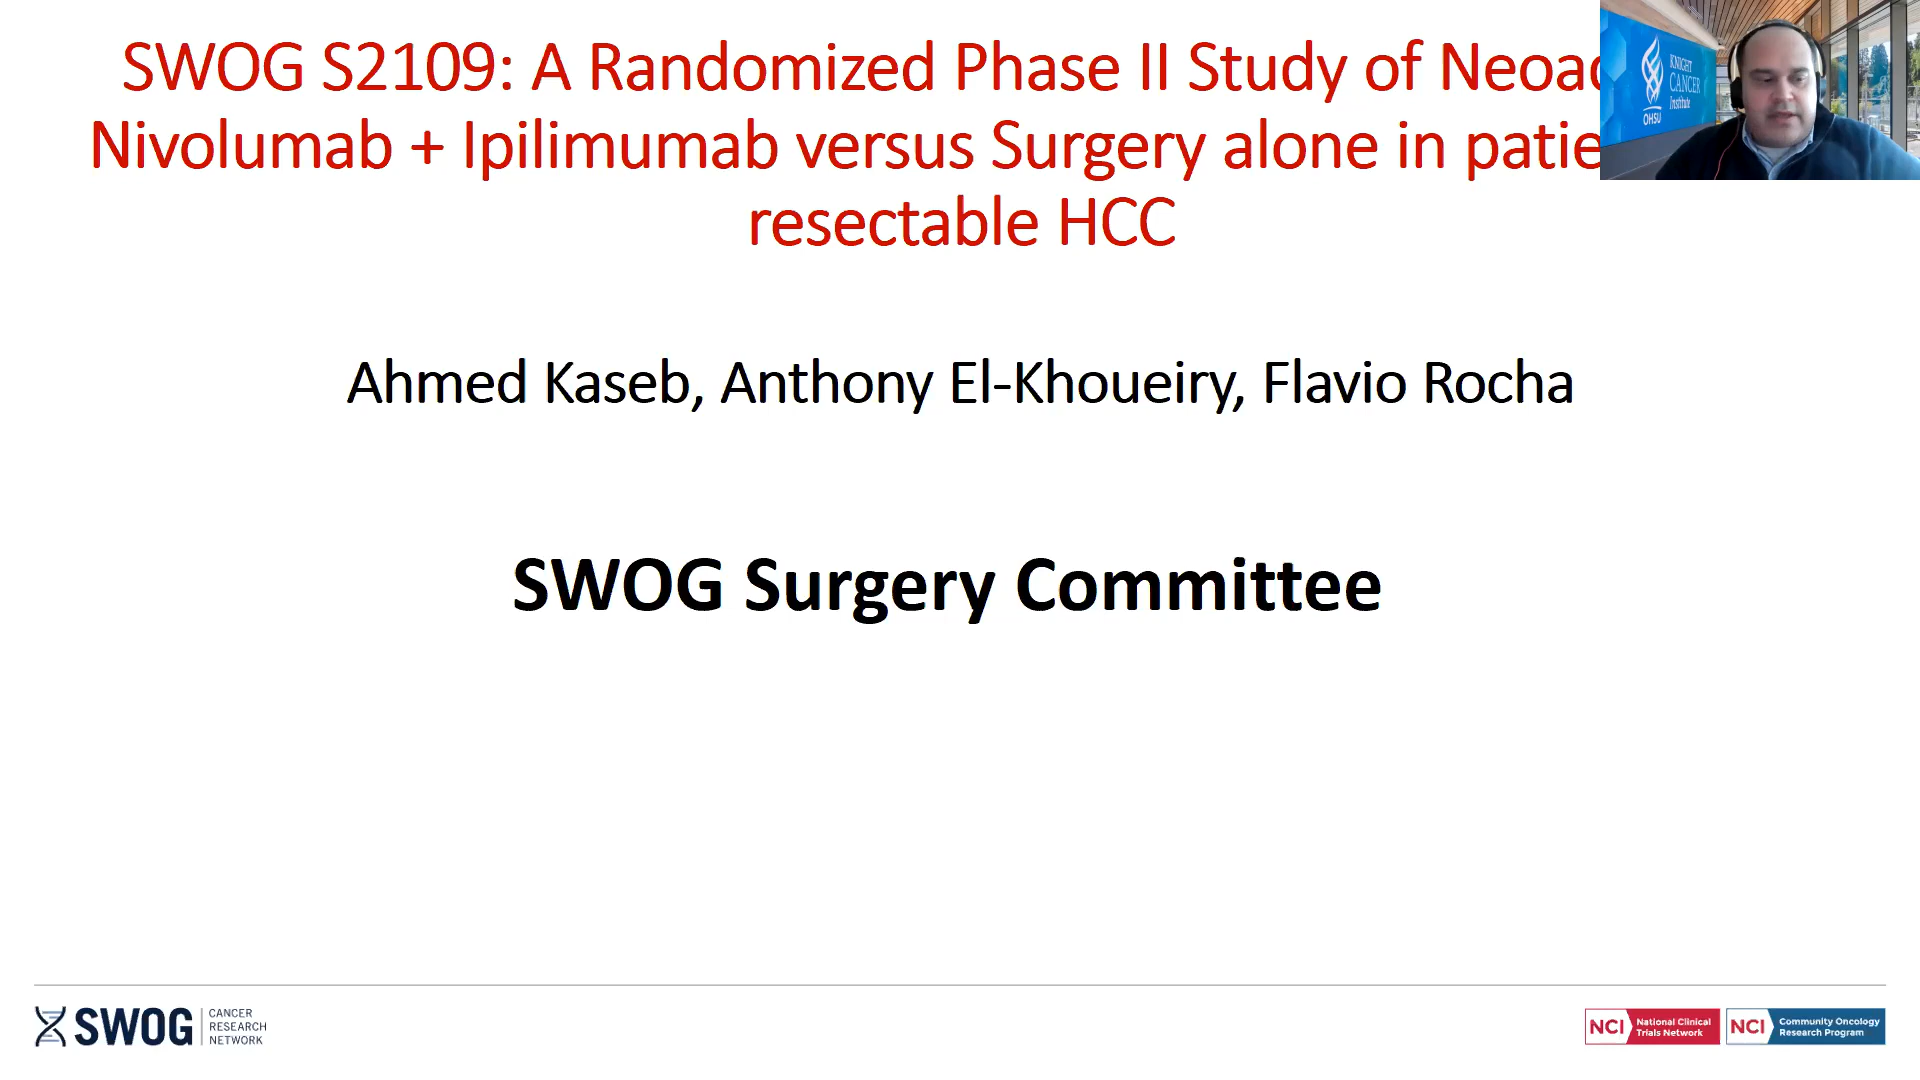 SWOG S2109: A Randomized Phase II Study of
Nivolumab + Ipilimumab versus Surgery alone in
resectable HCC
KNIGHT
CANCER
Institute
OHSU
Ahmed Kaseb, Anthony El-Khoueiry, Flavio Rocha
SWOG Surgery Committee
SWOG
CANCER
RESEARCH
NETWORK
NCI National Clinical
Trials Network
NCI Community Oncology
Research Program